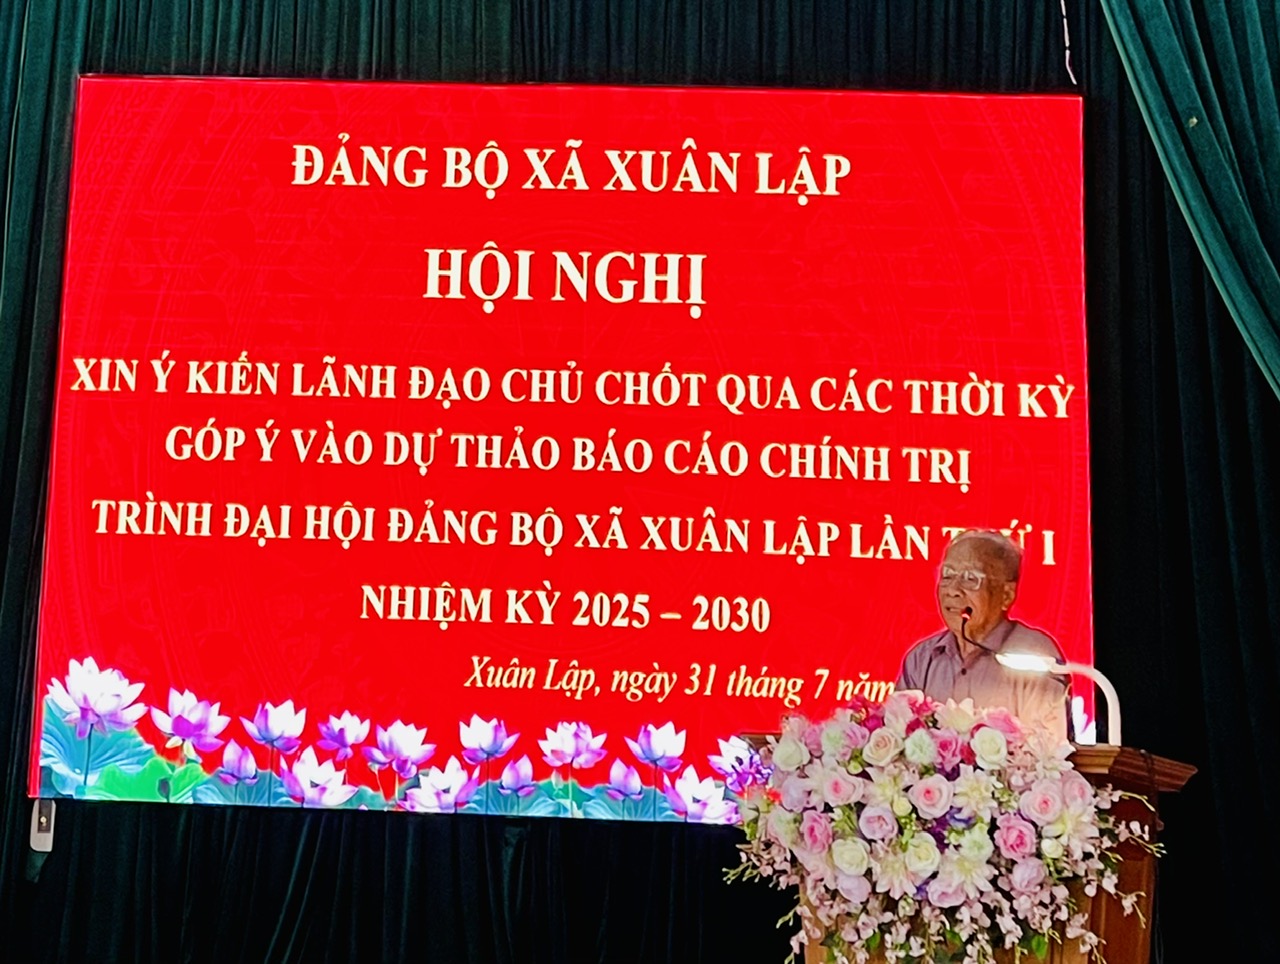 ĐẢNG BỘ XÃ XUÂN LẬP
HỘI NGHỊ
XIN Ý KIẾN LÃNH ĐẠO CHỦ CHỐT QUA CÁC THỜI KỲ
GÓP Ý VÀO DỰ THẢO BÁO CÁO CHÍNH TRỊ
TRÌNH ĐẠI HỘI ĐẢNG BỘ XÃ XUÂN LẬP LẦN THỨ I
NHIỆM KỲ 2025 – 2030
Xuân Lập, ngày 31 tháng 7 năm